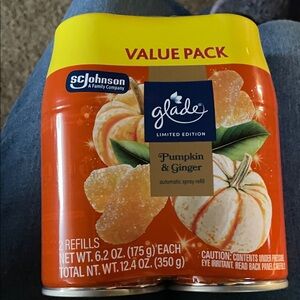 VALUE PACK
SC Johnson
A Family Company
glade
LIMITED EDITION
Pumpkin
& Ginger
automatic spray refill
2 REFILLS
NET WT. 6.2 OZ. (175 g) EACH
TOTAL NT. WT. 12.4 OZ. (350 g)
CAUTION: CONTENTS UNDER PRESSURE.
EYE IRRITANT. READ BACK PANEL CAREFULLY.